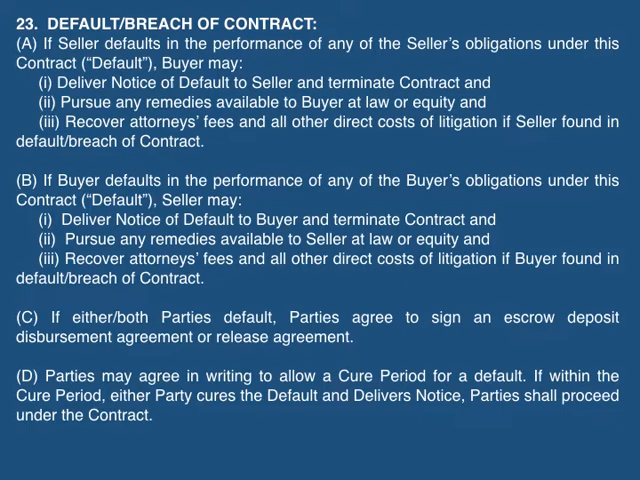 23.  DEFAULT/BREACH OF CONTRACT:
(A) If Seller defaults in the performance of any of the Seller’s obligations under this
Contract (“Default”), Buyer may:
(i) Deliver Notice of Default to Seller and terminate Contract and
(ii) Pursue any remedies available to Buyer at law or equity and
(iii) Recover attorneys’ fees and all other direct costs of litigation if Seller found in
default/breach of Contract.
(B) If Buyer defaults in the performance of any of the Buyer’s obligations under this
Contract (“Default”), Seller may:
(i)  Deliver Notice of Default to Buyer and terminate Contract and
(ii)  Pursue any remedies available to Seller at law or equity and
(iii) Recover attorneys’ fees and all other direct costs of litigation if Buyer found in
default/breach of Contract.
(C) If either/both Parties default, Parties agree to sign an escrow deposit
disbursement agreement or release agreement.
(D) Parties may agree in writing to allow a Cure Period for a default. If within the
Cure Period, either Party cures the Default and Delivers Notice, Parties shall proceed
under the Contract.